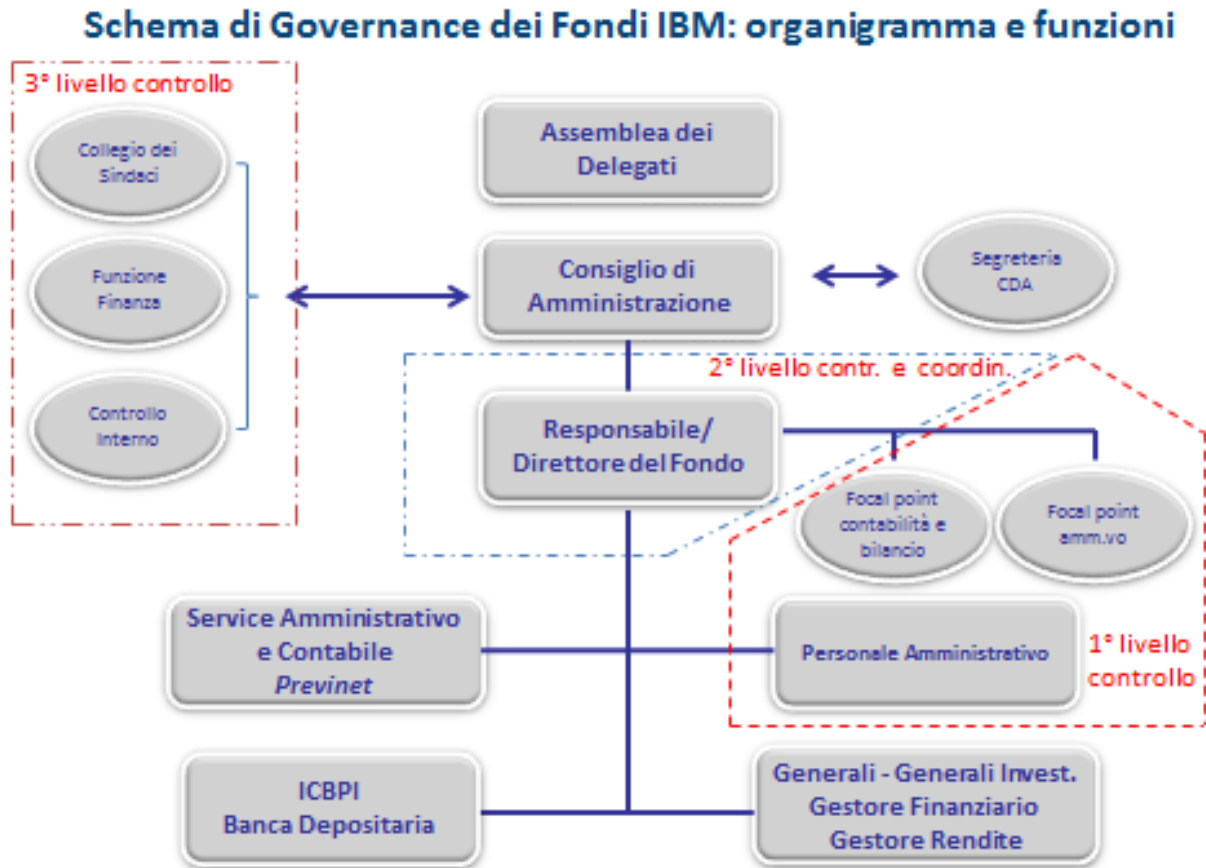 Schema di Governance dei Fondi IBM: organigramma e funzioni
3° livello controllo
Collegio dei
Sindaci
Funzione
Finanza
Controllo
Interno
Assemblea dei
Delegati
Consiglio di
Amministrazione
Segreteria
CDA
2° livello contr. e coordin.
Responsabile/
Direttore del Fondo
Focal point
contabilità e
bilancio
Focal point
amm.vo
Service Amministrativo
e Contabile
Previnet
Personale Amministrativo
1° livello
controllo
ICBPI
Banca Depositaria
Generali - Generali Invest.
Gestore Finanziario
Gestore Rendite